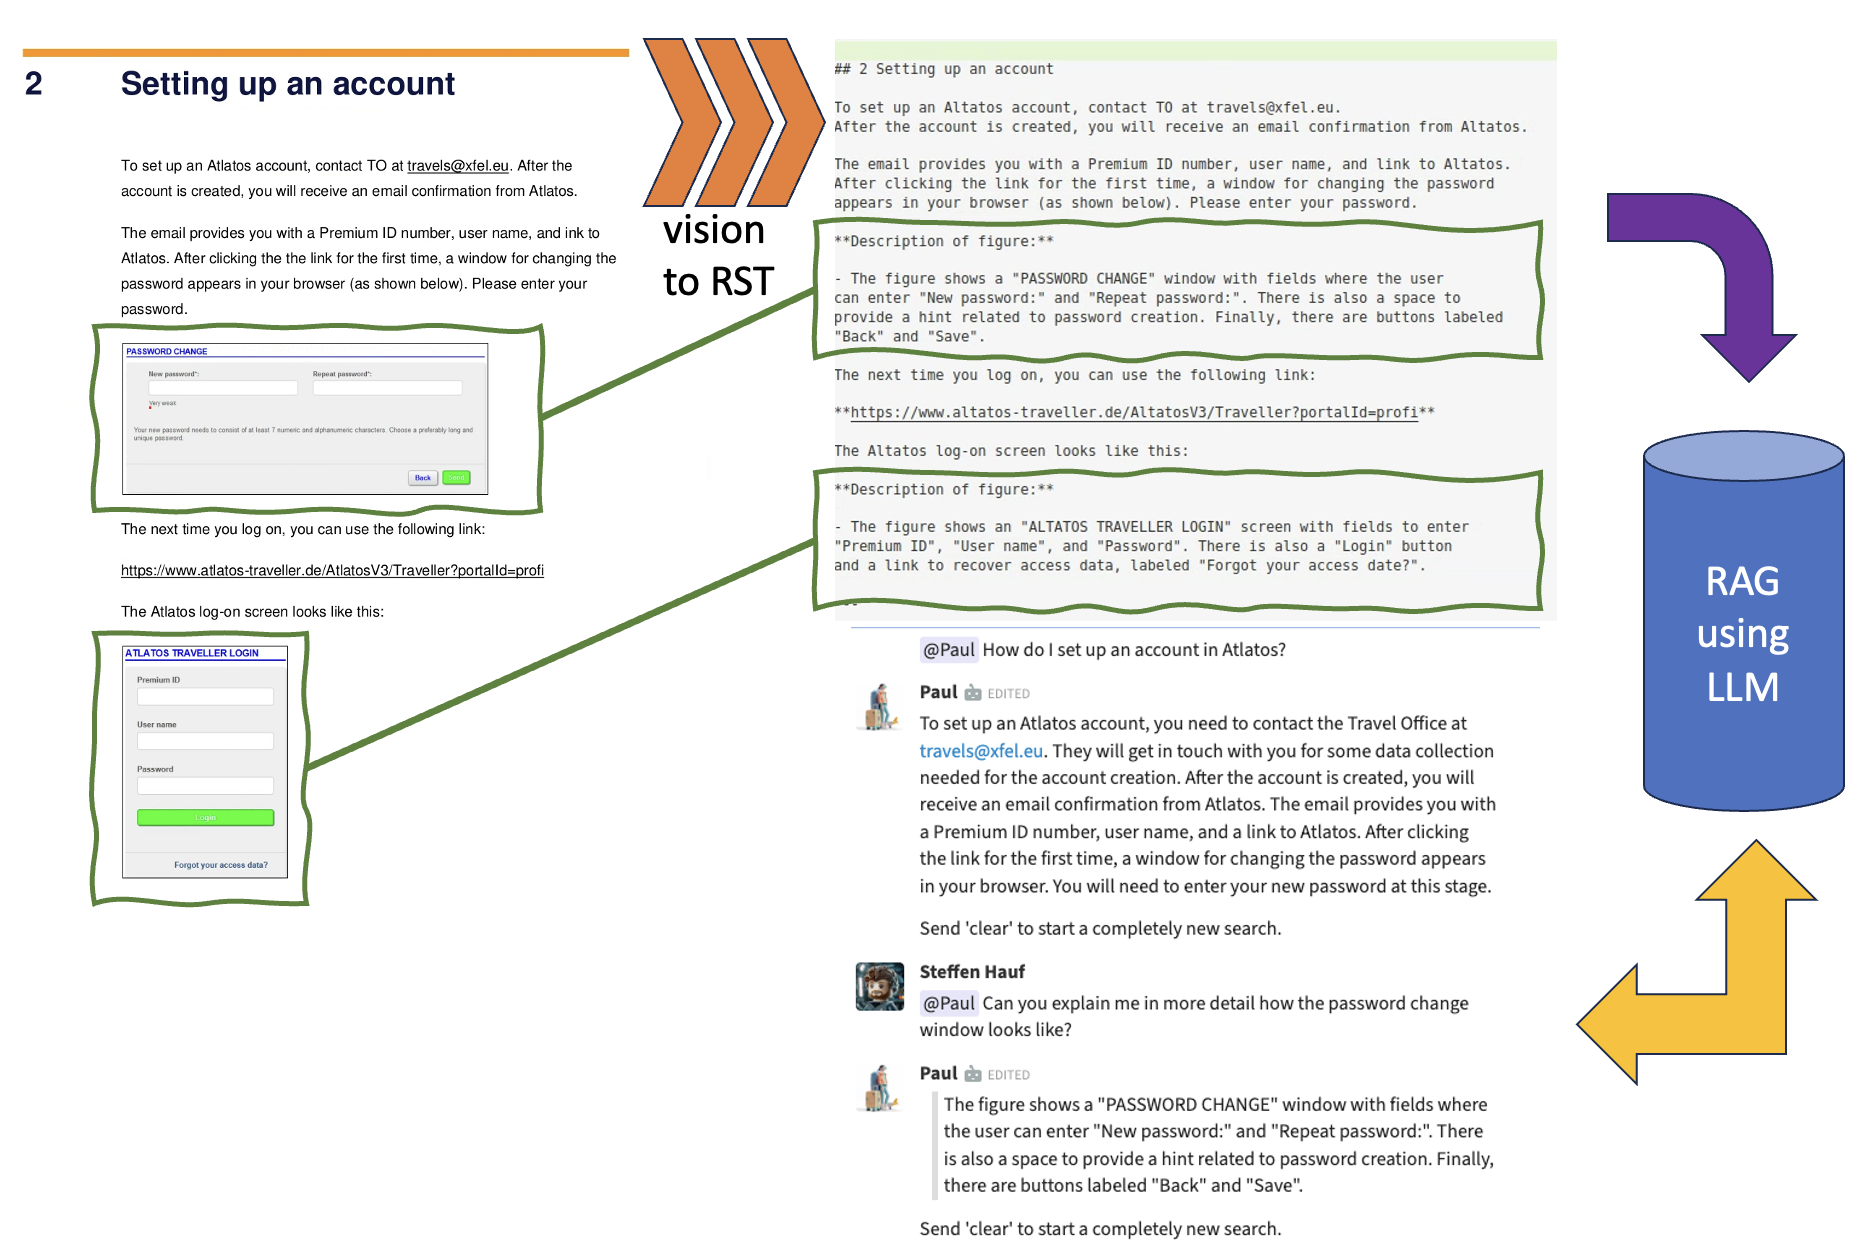 2 Setting up an account
To set up an Atlatos account, contact TO at travels@xfel.eu. After the
account is created, you will receive an email confirmation from Atlatos.
The email provides you with a Premium ID number, user name, and ink to
Atlatos. After clicking the the link for the first time, a window for changing the
password appears in your browser (as shown below). Please enter your
password.
PASSWORD CHANGE
New password*: Repeat password*:
Very weak
Your new password needs to consist of at least 7 numeric and alphanumeric characters. Choose a preferably long and
unique password.
Back Send
The next time you log on, you can use the following link:
https://www.atlatos-traveller.de/AtlatosV3/Traveller?portalId=profi
The Atlatos log-on screen looks like this:
ATLATOS TRAVELLER LOGIN
Premium ID
User name
Password
Login
Forgot your access data?
vision
to RST
## 2 Setting up an account
To set up an Altatos account, contact TO at travels@xfel.eu.
After the account is created, you will receive an email confirmation from Altatos.
The email provides you with a Premium ID number, user name, and link to Altatos.
After clicking the link for the first time, a window for changing the password
appears in your browser (as shown below). Please enter your password.
**Description of figure:**
- The figure shows a "PASSWORD CHANGE" window with fields where the user
can enter "New password:" and "Repeat password:". There is also a space to
provide a hint related to password creation. Finally, there are buttons labeled
"Back" and "Save".
The next time you log on, you can use the following link:
**https://www.altatos-traveller.de/AltatosV3/Traveller?portalId=profi**
The Altatos log-on screen looks like this:
**Description of figure:**
- The figure shows an "ALTATOS TRAVELLER LOGIN" screen with fields to enter
"Premium ID", "User name", and "Password". There is also a "Login" button
and a link to recover access data, labeled "Forgot your access date?".
---
@Paul How do I set up an account in Atlatos?
Paul EDITED
To set up an Atlatos account, you need to contact the Travel Office at
travels@xfel.eu. They will get in touch with you for some data collection
needed for the account creation. After the account is created, you will
receive an email confirmation from Atlatos. The email provides you with
a Premium ID number, user name, and a link to Atlatos. After clicking
the link for the first time, a window for changing the password appears
in your browser. You will need to enter your new password at this stage.
Send 'clear' to start a completely new search.
Steffen Hauf
@Paul Can you explain me in more detail how the password change
window looks like?
Paul EDITED
The figure shows a "PASSWORD CHANGE" window with fields where
the user can enter "New password:" and "Repeat password:". There
is also a space to provide a hint related to password creation. Finally,
there are buttons labeled "Back" and "Save".
Send 'clear' to start a completely new search.
RAG
using
LLM